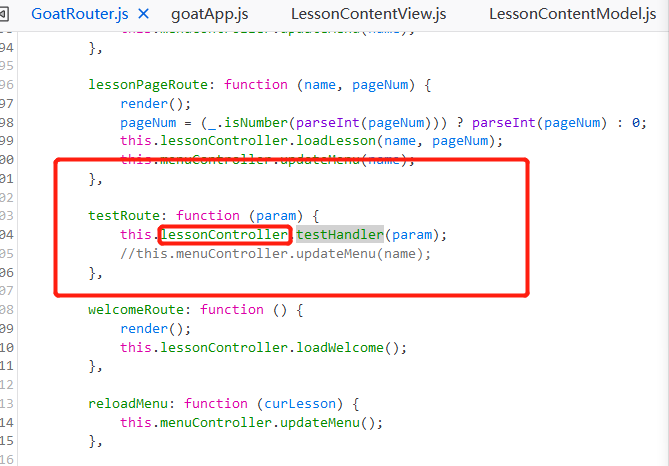 GoatRouter.js × goatApp.js LessonContentView.js LessonContentModel.js
this.menuController.updateMenu(name);
94 },
95
96 lessonPageRoute: function (name, pageNum) {
97 render();
98 pageNum = (_.isNumber(parseInt(pageNum))) ? parseInt(pageNum) : 0;
99 this.lessonController.loadLesson(name, pageNum);
00 this.menuController.updateMenu(name);
01 },
02
03 testRoute: function (param) {
04 this.lessonController.testHandler(param);
05 //this.menuController.updateMenu(name);
06 },
07
08 welcomeRoute: function () {
09 render();
10 this.lessonController.loadWelcome();
11 },
12
13 reloadMenu: function (curLesson) {
14 this.menuController.updateMenu();
15 },
16